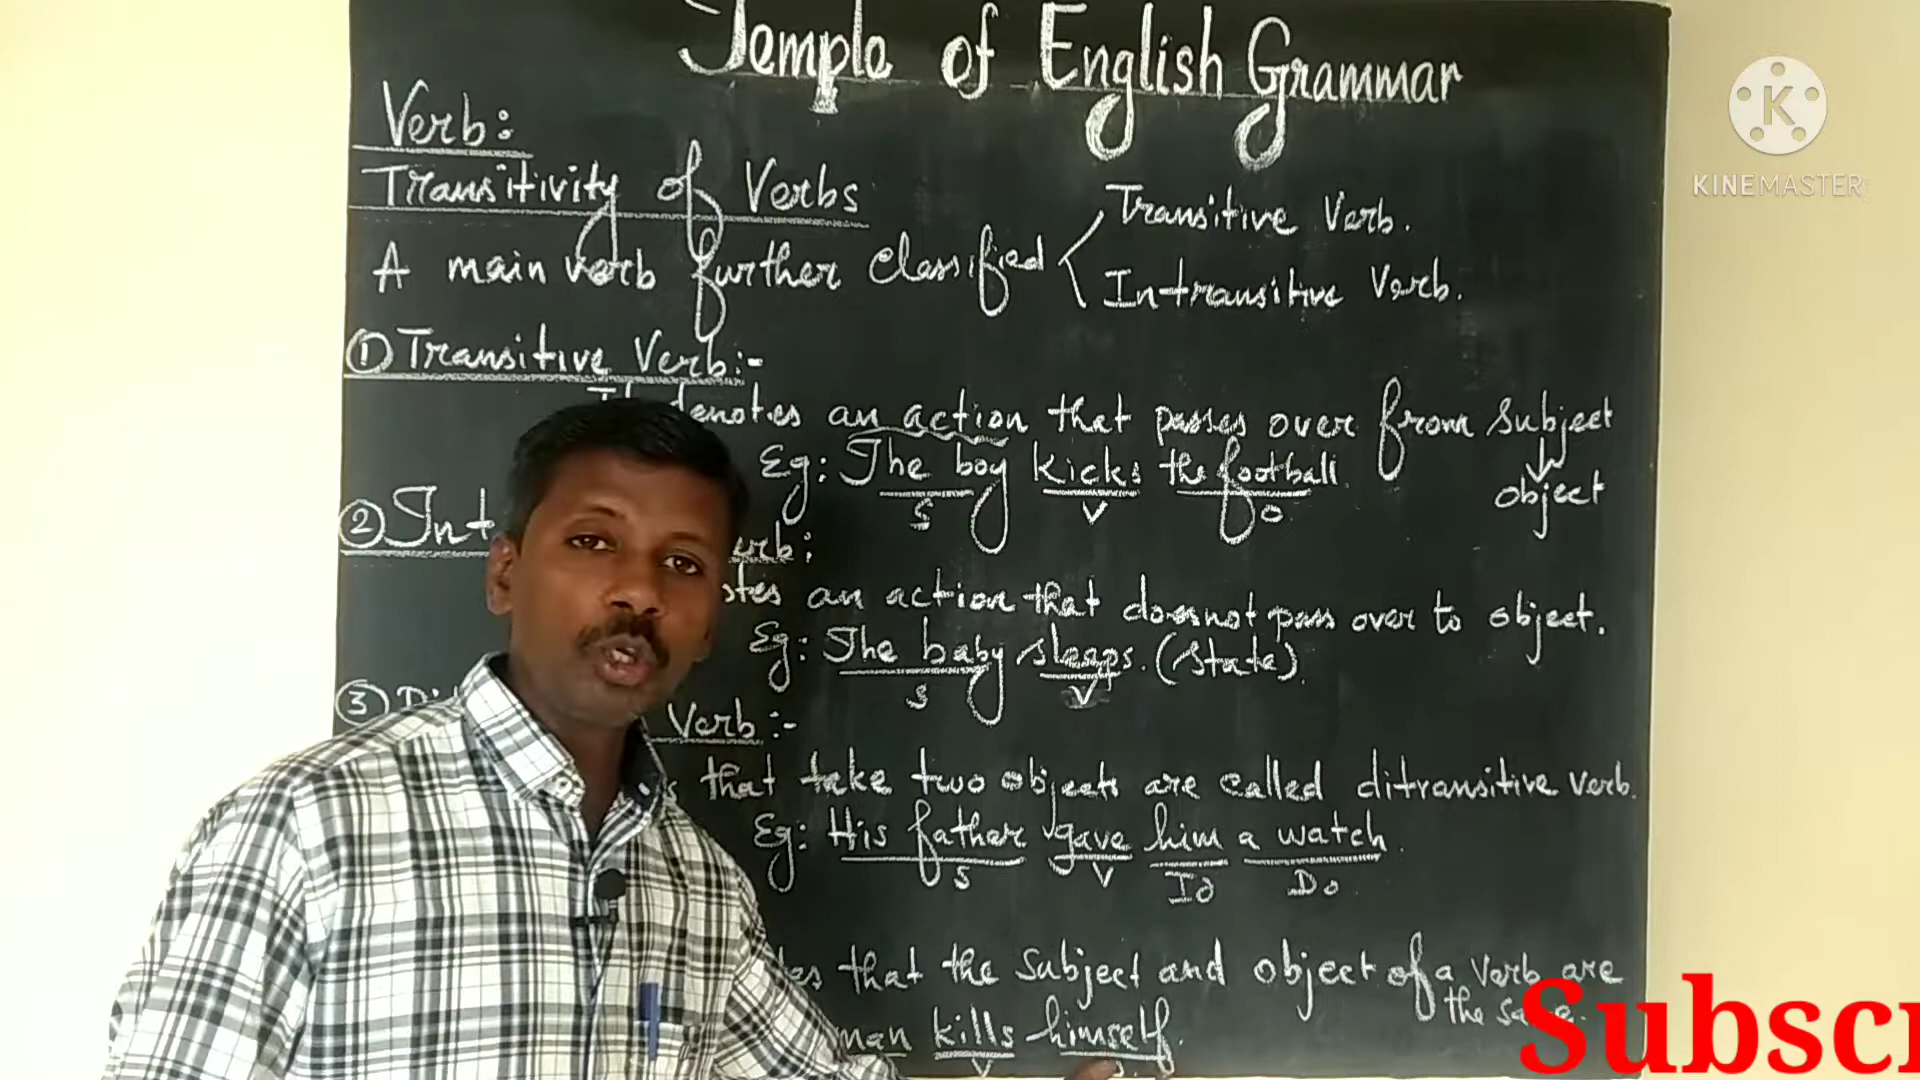 Temple of English Grammar
Verb:
Transitivity of Verbs
A main verb further classified
Transitive Verb.
Intransitive Verb.
① Transitive Verb:-
denotes an action that passes over from subject
object
Eg: The boy kicks the football.
S V O
② Int erb:
otes an action that does not pass over to object.
Eg: The baby sleeps. (state)
S V
③ Di Verb:-
s that take two objects are called ditransitive verb.
Eg: His father gave him a watch.
S V IO DO
tes that the subject and object of a verb are
the same.
man kills himself.
V
KINEMASTER
Subscr